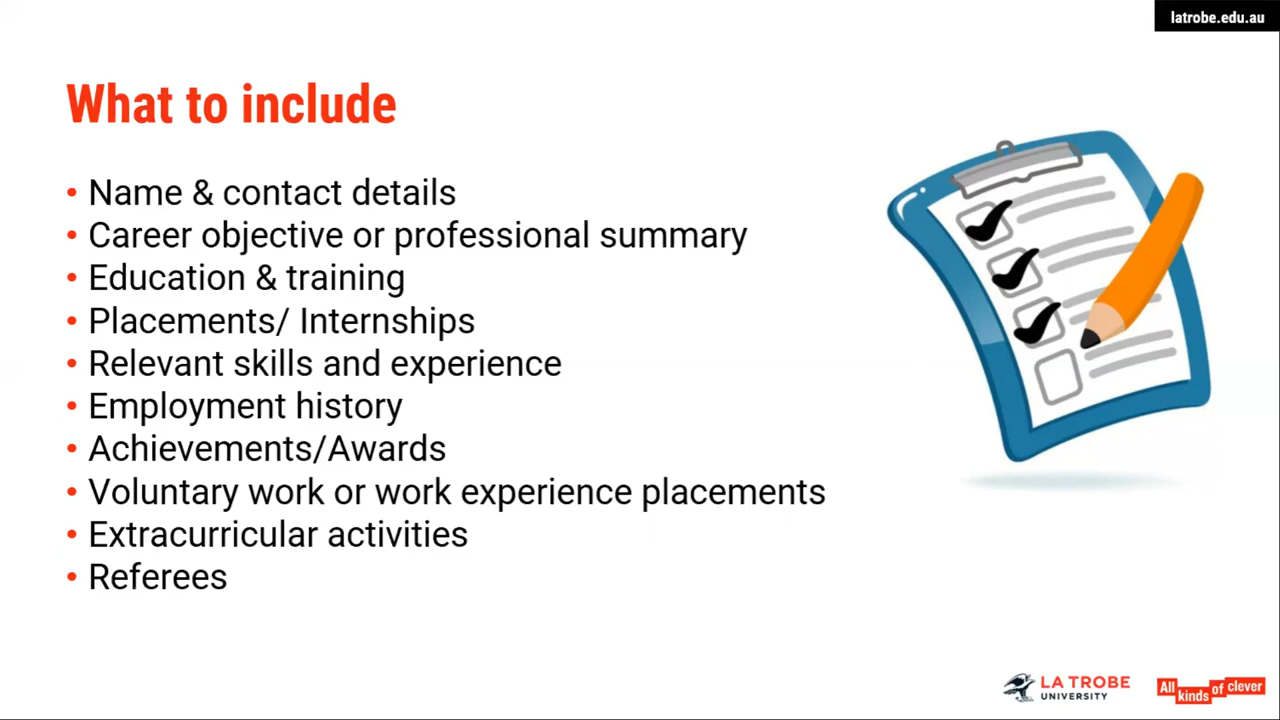 latrobe.edu.au
What to include
• Name & contact details
• Career objective or professional summary
• Education & training
• Placements/ Internships
• Relevant skills and experience
• Employment history
• Achievements/Awards
• Voluntary work or work experience placements
• Extracurricular activities
• Referees
LA TROBE
UNIVERSITY
All kinds of clever